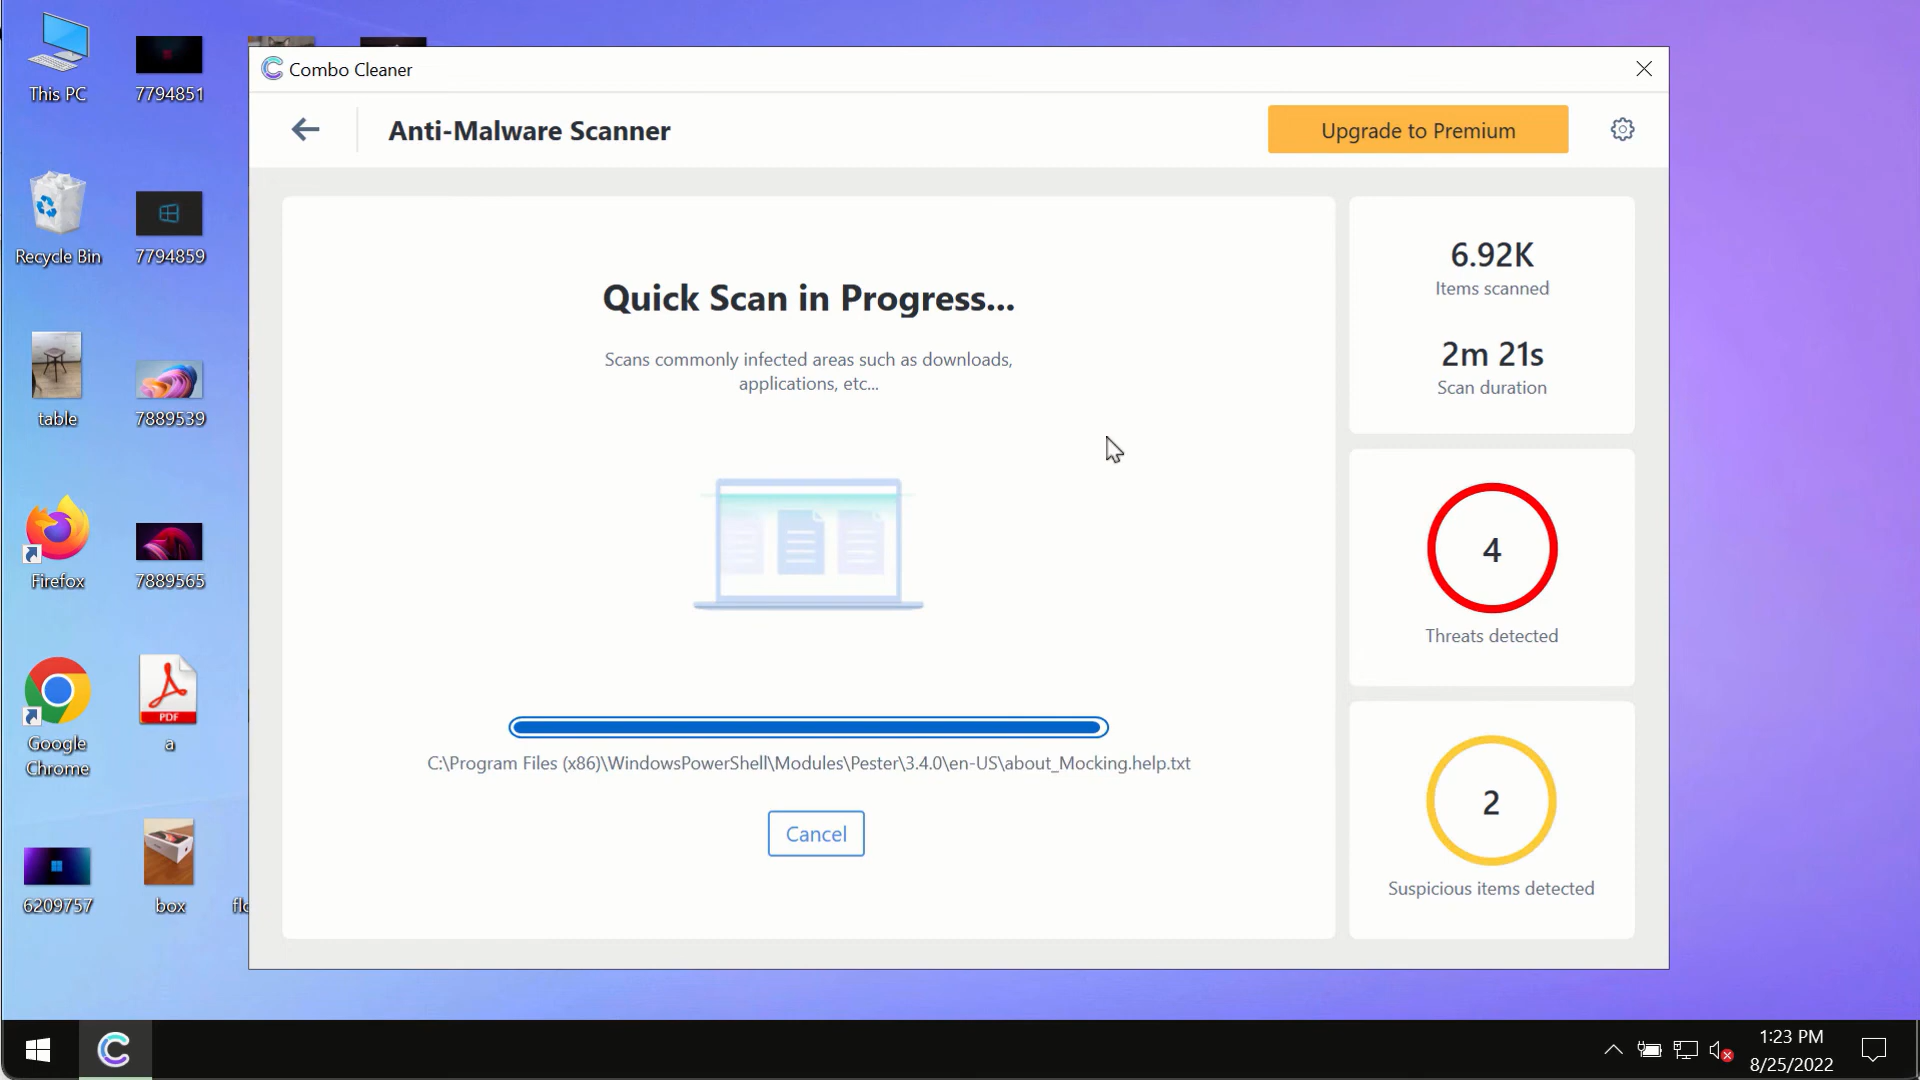 This PC
7794851
Recycle Bin
7794859
table
7889539
Firefox
7889565
Google
Chrome
a
PDF
6209757
box
Combo Cleaner
Anti-Malware Scanner
Upgrade to Premium
Quick Scan in Progress...
Scans commonly infected areas such as downloads,
applications, etc...
C:\Program Files (x86)\WindowsPowerShell\Modules\Pester\3.4.0\en-US\about_Mocking.help.txt
Cancel
6.92K
Items scanned
2m 21s
Scan duration
4
Threats detected
2
Suspicious items detected
1:23 PM
8/25/2022